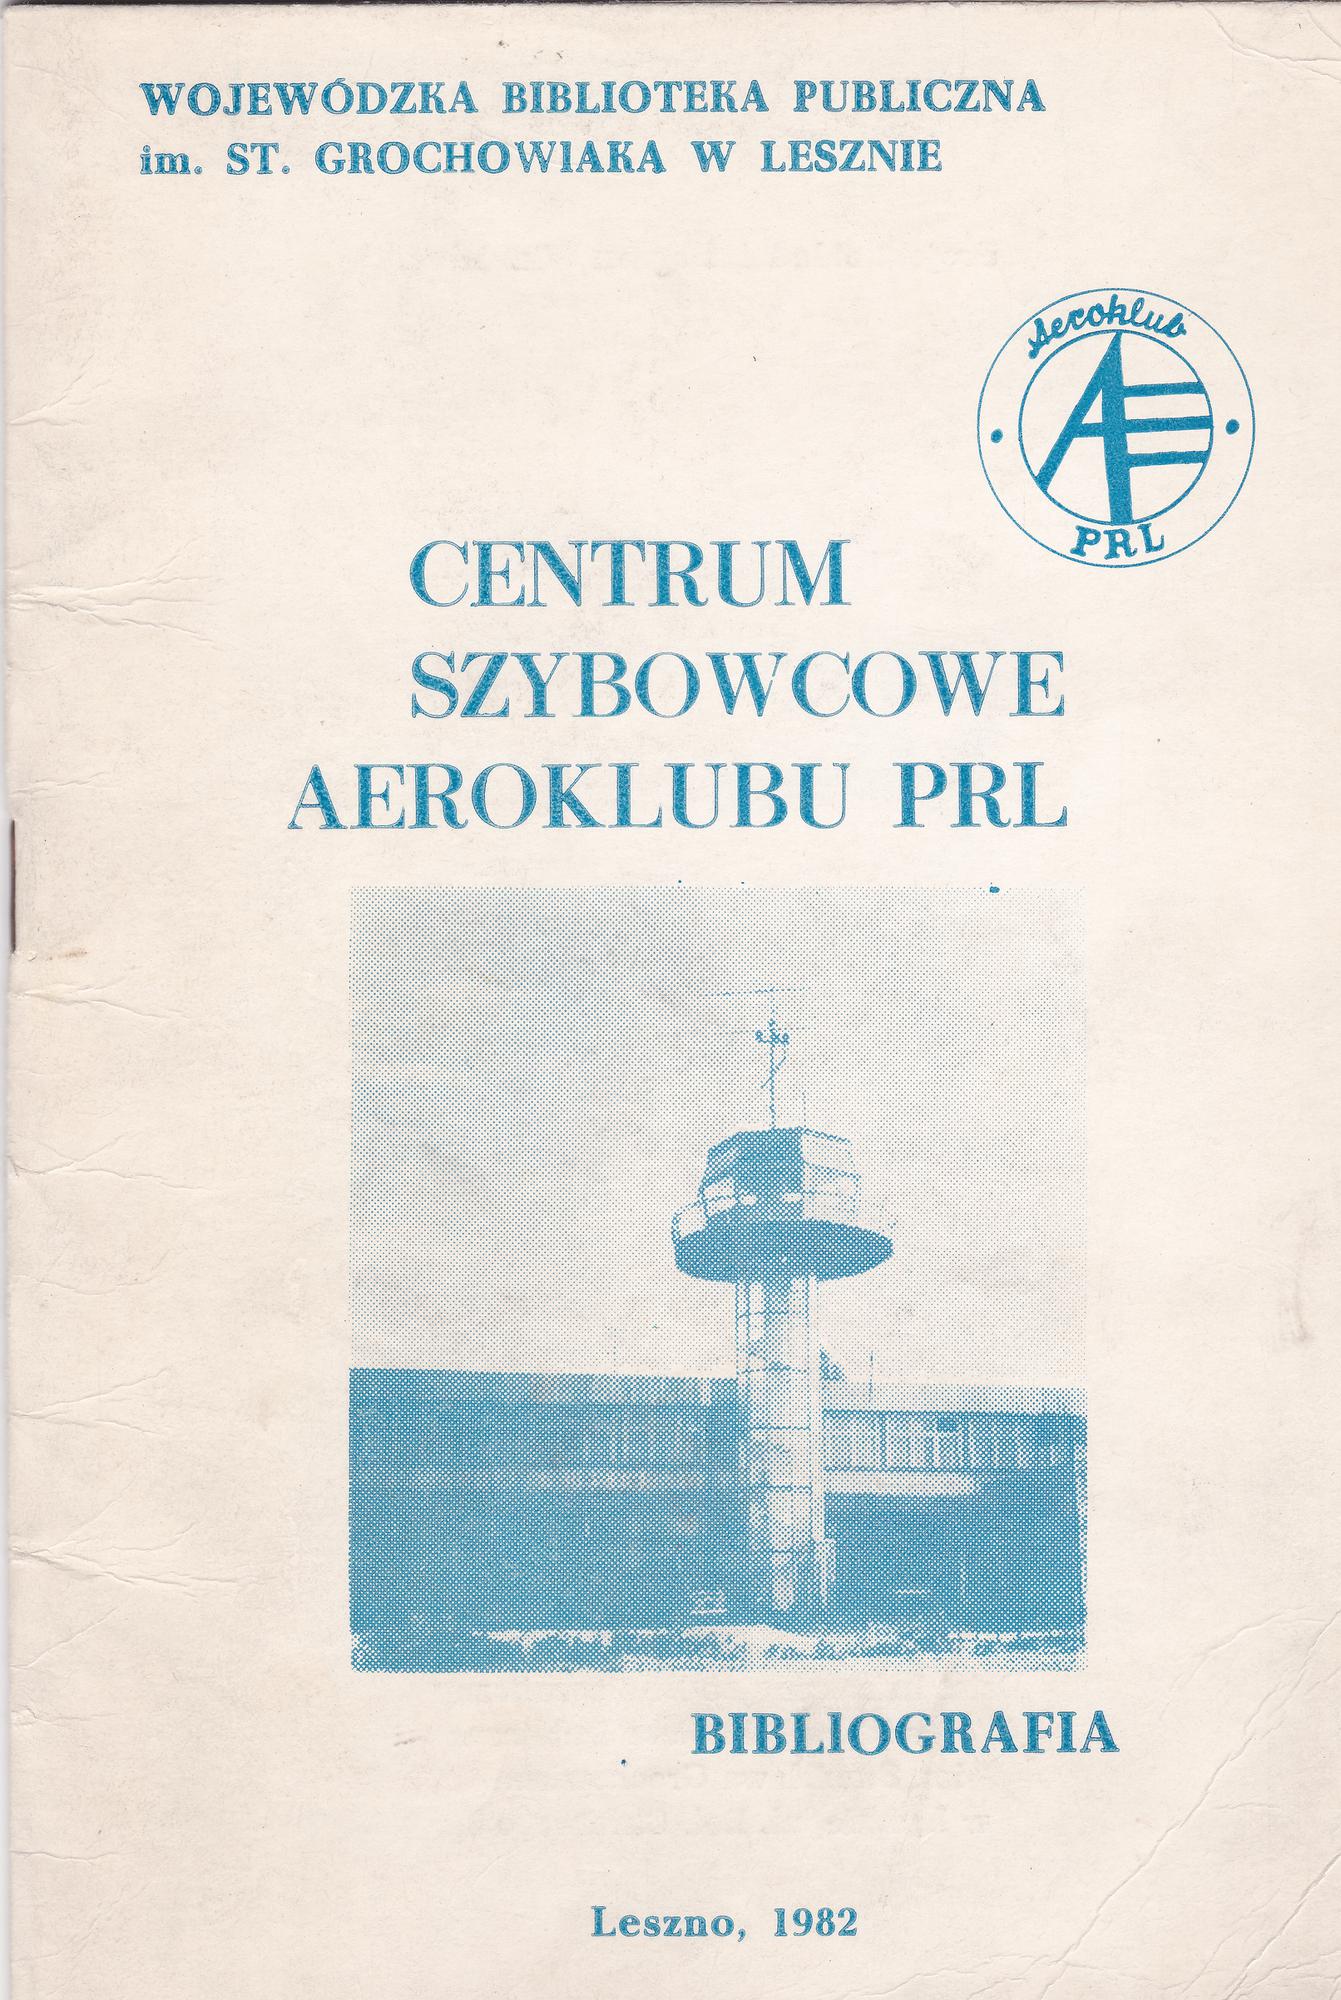 WOJEWÓDZKA BIBLIOTEKA PUBLICZNA
im. ST. GROCHOWIAKA W LESZNIE
Aeroklub
AE
PRL
CENTRUM
SZYBOWCOWE
AEROKLUBU PRL
BIBLIOGRAFIA
Leszno, 1982